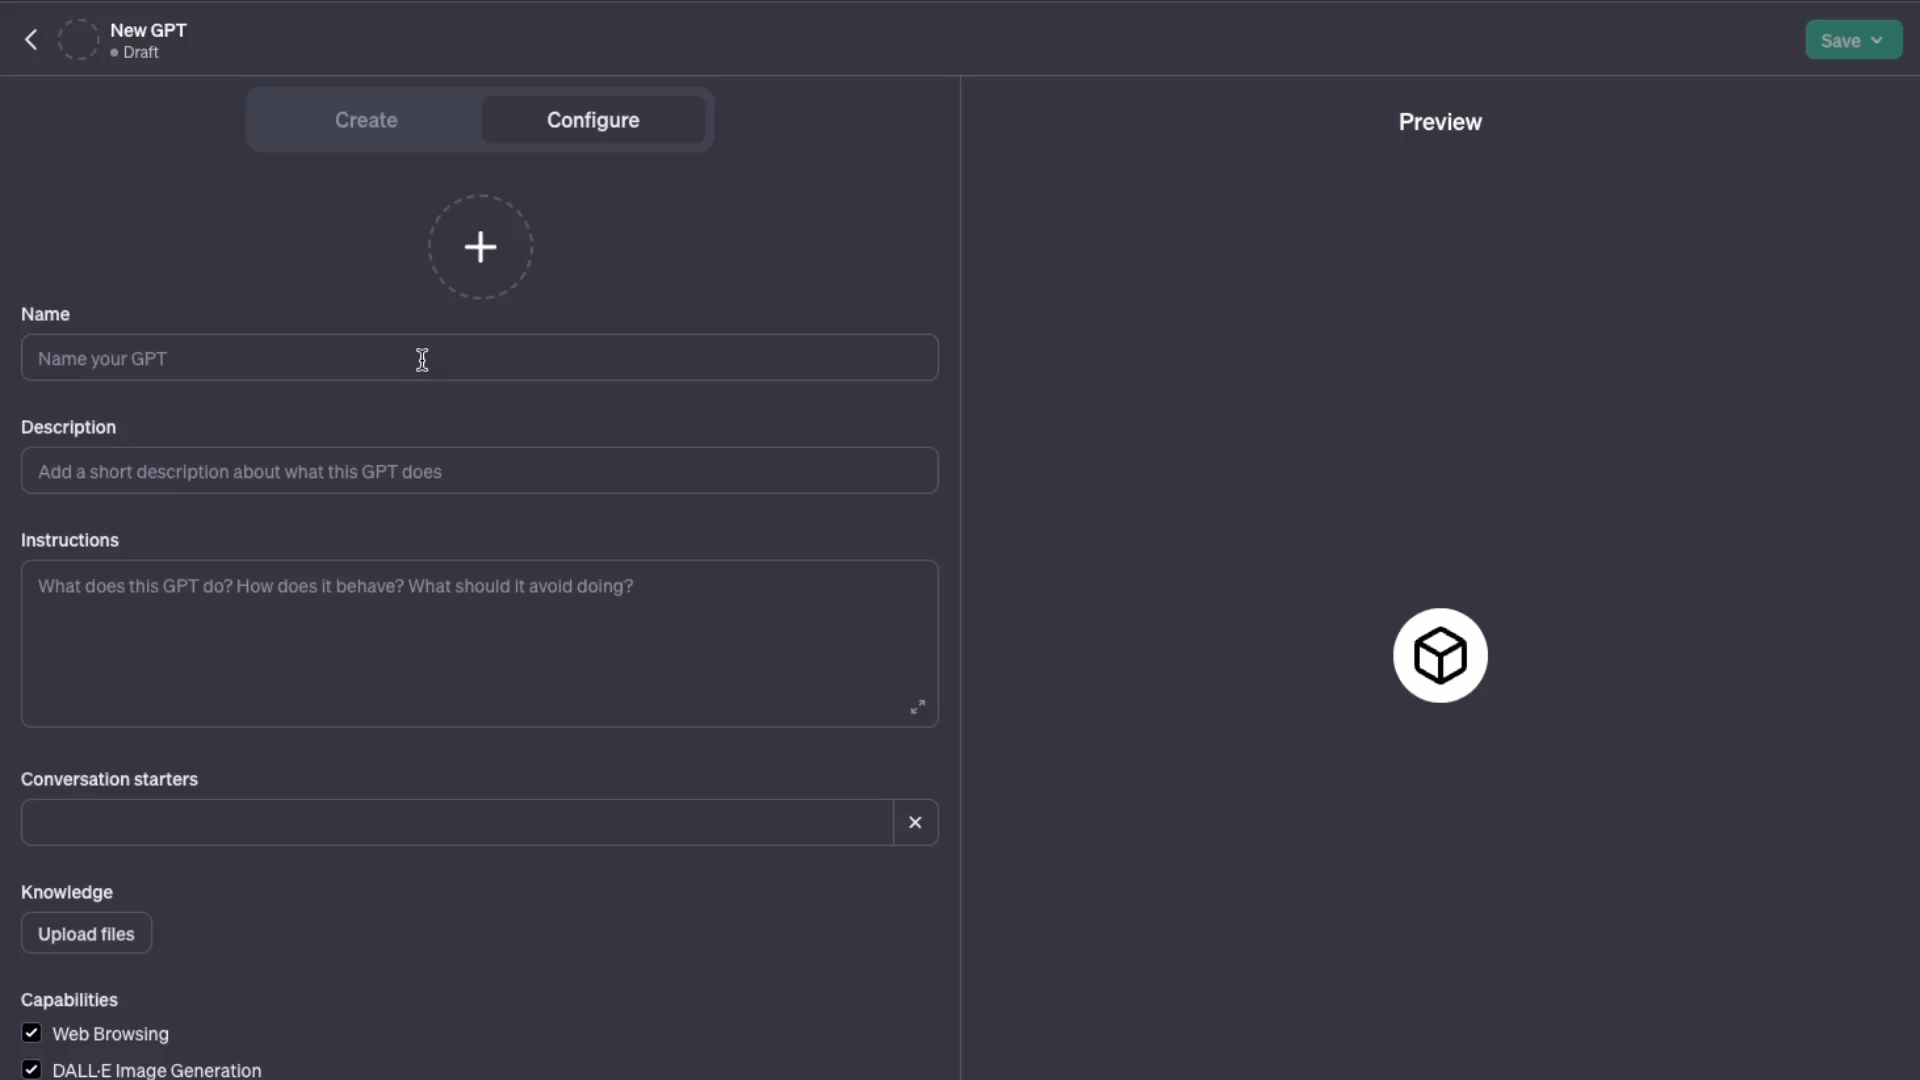 New GPT
Draft
Save
Create
Configure
Preview
Name
Name your GPT
Description
Add a short description about what this GPT does
Instructions
What does this GPT do? How does it behave? What should it avoid doing?
Conversation starters
Knowledge
Upload files
Capabilities
Web Browsing
DALL·E Image Generation